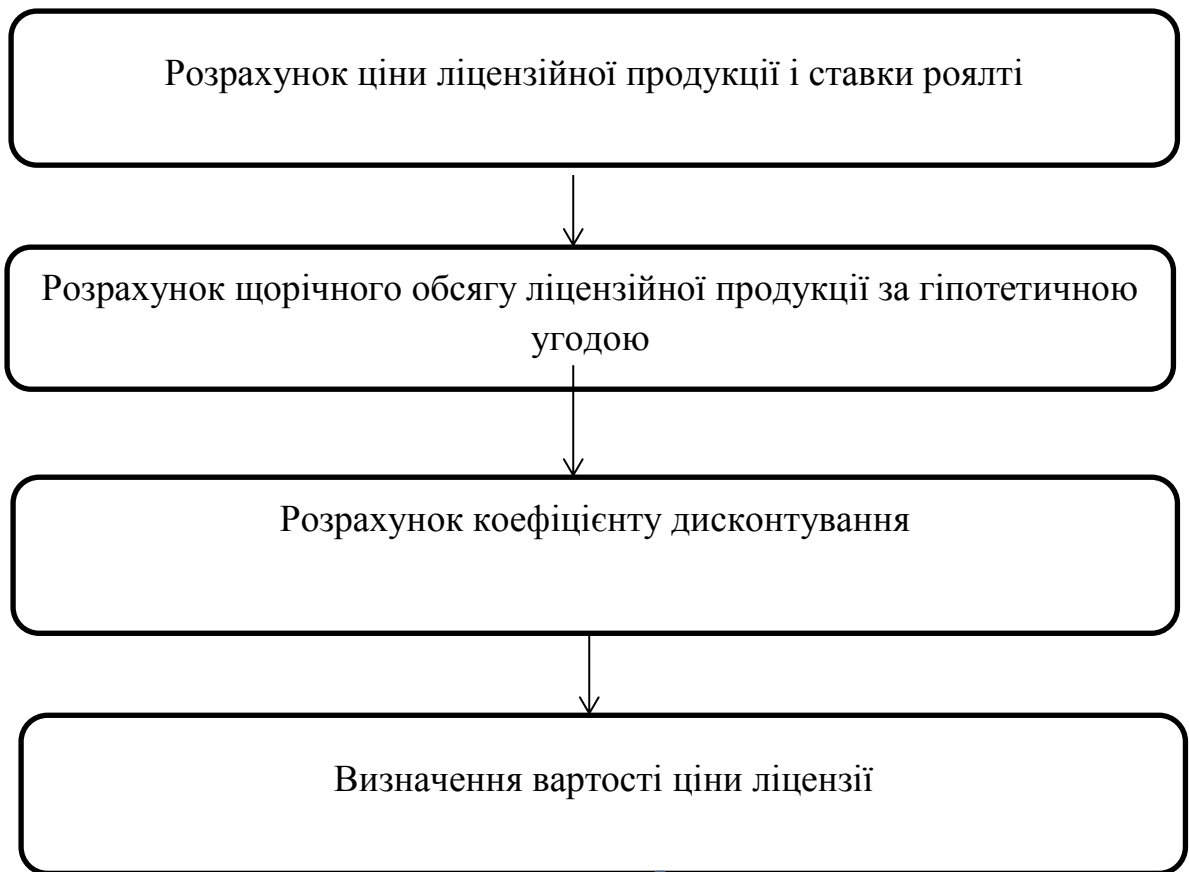 Розрахунок ціни ліцензійної продукції і ставки роялті
Розрахунок щорічного обсягу ліцензійної продукції за гіпотетичною
угодою
Розрахунок коефіцієнту дисконтування
Визначення вартості ціни ліцензії